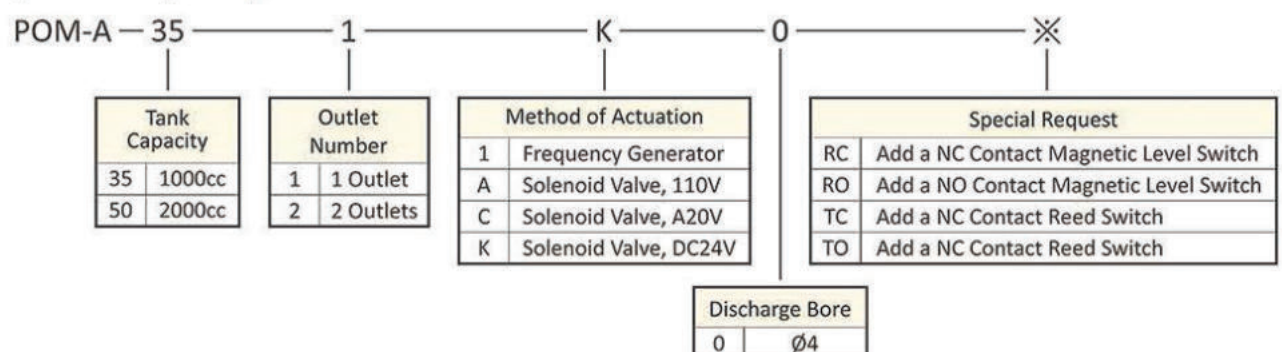 POM-A — 35 — 1 — K — 0 — ※
Tank
Capacity
35 1000cc
50 2000cc
Outlet
Number
1 1 Outlet
2 2 Outlets
Method of Actuation
1 Frequency Generator
A Solenoid Valve, 110V
C Solenoid Valve, A20V
K Solenoid Valve, DC24V
Special Request
RC Add a NC Contact Magnetic Level Switch
RO Add a NO Contact Magnetic Level Switch
TC Add a NC Contact Reed Switch
TO Add a NC Contact Reed Switch
Discharge Bore
0 Ø4